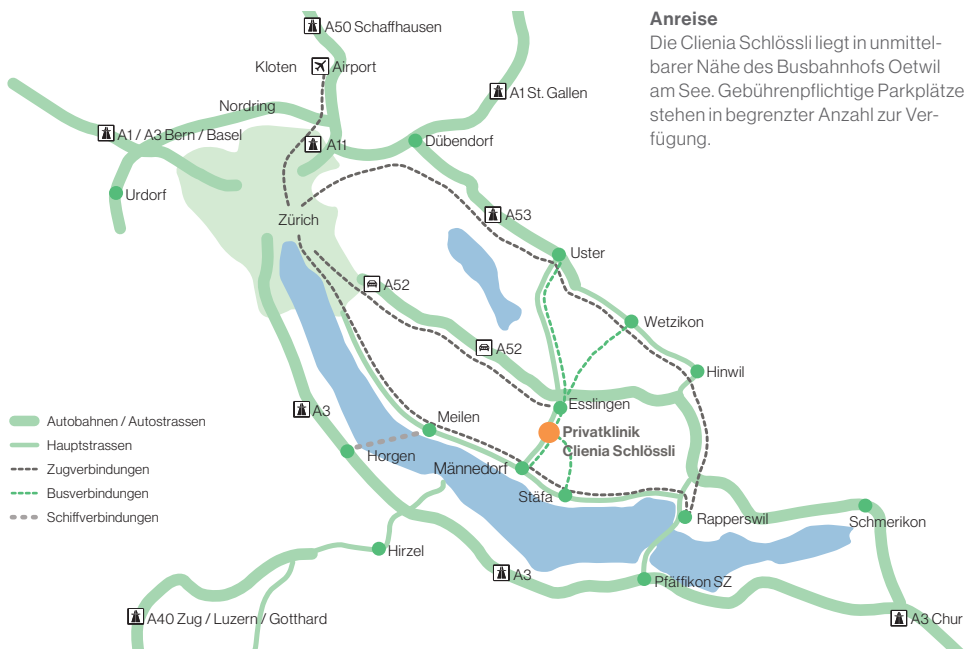 Anreise
Die Clienia Schlössli liegt in unmittel-
barer Nähe des Busbahnhofs Oetwil
am See. Gebührenpflichtige Parkplätze
stehen in begrenzter Anzahl zur Ver-
fügung.
A50 Schaffhausen
Kloten
Airport
A1 St. Gallen
Nordring
A1 / A3 Bern / Basel
A11
Dübendorf
Urdorf
Zürich
A53
Uster
A52
Wetzikon
A52
Hinwil
A3
Esslingen
Meilen
Privatklinik
Clienia Schlössli
Horgen
Männedorf
Stäfa
Rapperswil
Schmerikon
Hirzel
A3
Pfäffikon SZ
A40 Zug / Luzern / Gotthard
A3 Chur
Autobahnen / Autostrassen
Hauptstrassen
Zugverbindungen
Busverbindungen
Schiffverbindungen